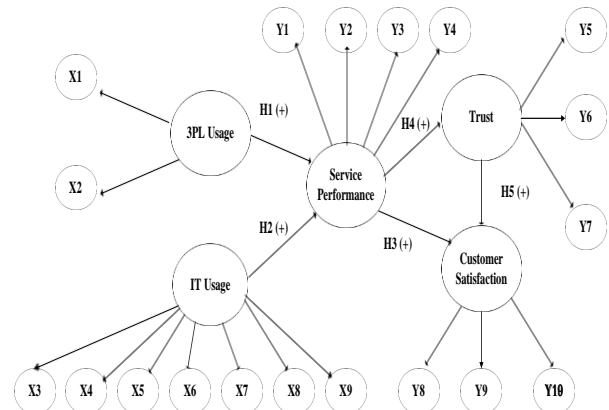 Y1
Y2
Y3
Y4
Y5
X1
H1 (+)
H4 (+)
3PL Usage
Trust
Y6
Service
Performance
X2
H5 (+)
Y7
H2 (+)
H3 (+)
Customer
Satisfaction
IT Usage
X3
X4
X5
X6
X7
X8
X9
Y8
Y9
Y10